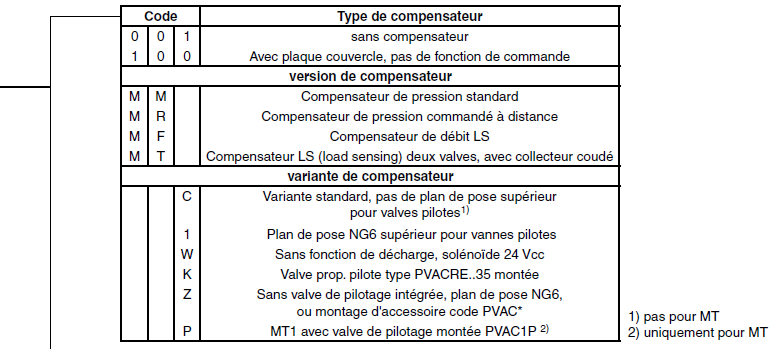 Code Type de compensateur
0 0 1 sans compensateur
1 0 0 Avec plaque couvercle, pas de fonction de commande
version de compensateur
M M Compensateur de pression standard
M R Compensateur de pression commandé à distance
M F Compensateur de débit LS
M T Compensateur LS (load sensing) deux valves, avec collecteur coudé
variante de compensateur
C Variante standard, pas de plan de pose supérieur
pour valves pilotes1)
1 Plan de pose NG6 supérieur pour vannes pilotes
W Sans fonction de décharge, solénoïde 24 Vcc
K Valve prop. pilote type PVACRE..35 montée
Z Sans valve de pilotage intégrée, plan de pose NG6,
ou montage d'accessoire code PVAC*
P MT1 avec valve de pilotage montée PVAC1P 2)
1) pas pour MT
2) uniquement pour MT